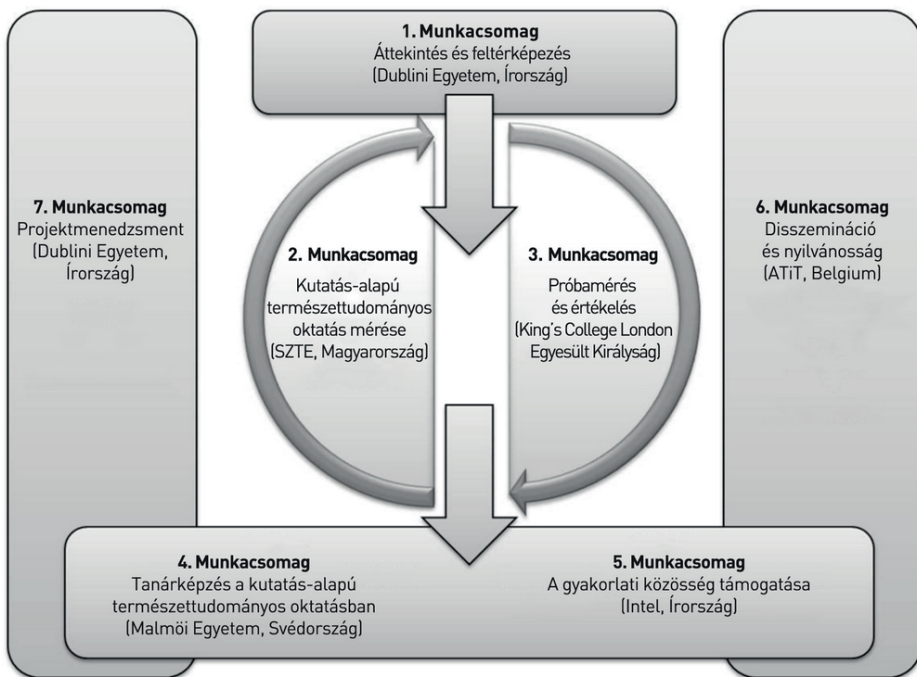 1. Munkacsomag
Áttekintés és feltérképezés
(Dublini Egyetem, Írország)
7. Munkacsomag
Projektmenedzsment
(Dublini Egyetem,
Írország)
2. Munkacsomag
Kutatás-alapú
természettudományos
oktatás mérése
(SZTE, Magyarország)
3. Munkacsomag
Próbamérés
és értékelés
(King's College London
Egyesült Királyság)
6. Munkacsomag
Disszemináció
és nyilvánosság
(ATiT, Belgium)
4. Munkacsomag
Tanárképzés a kutatás-alapú
természettudományos oktatásban
(Malmöi Egyetem, Svédország)
5. Munkacsomag
A gyakorlati közösség támogatása
(Intel, Írország)